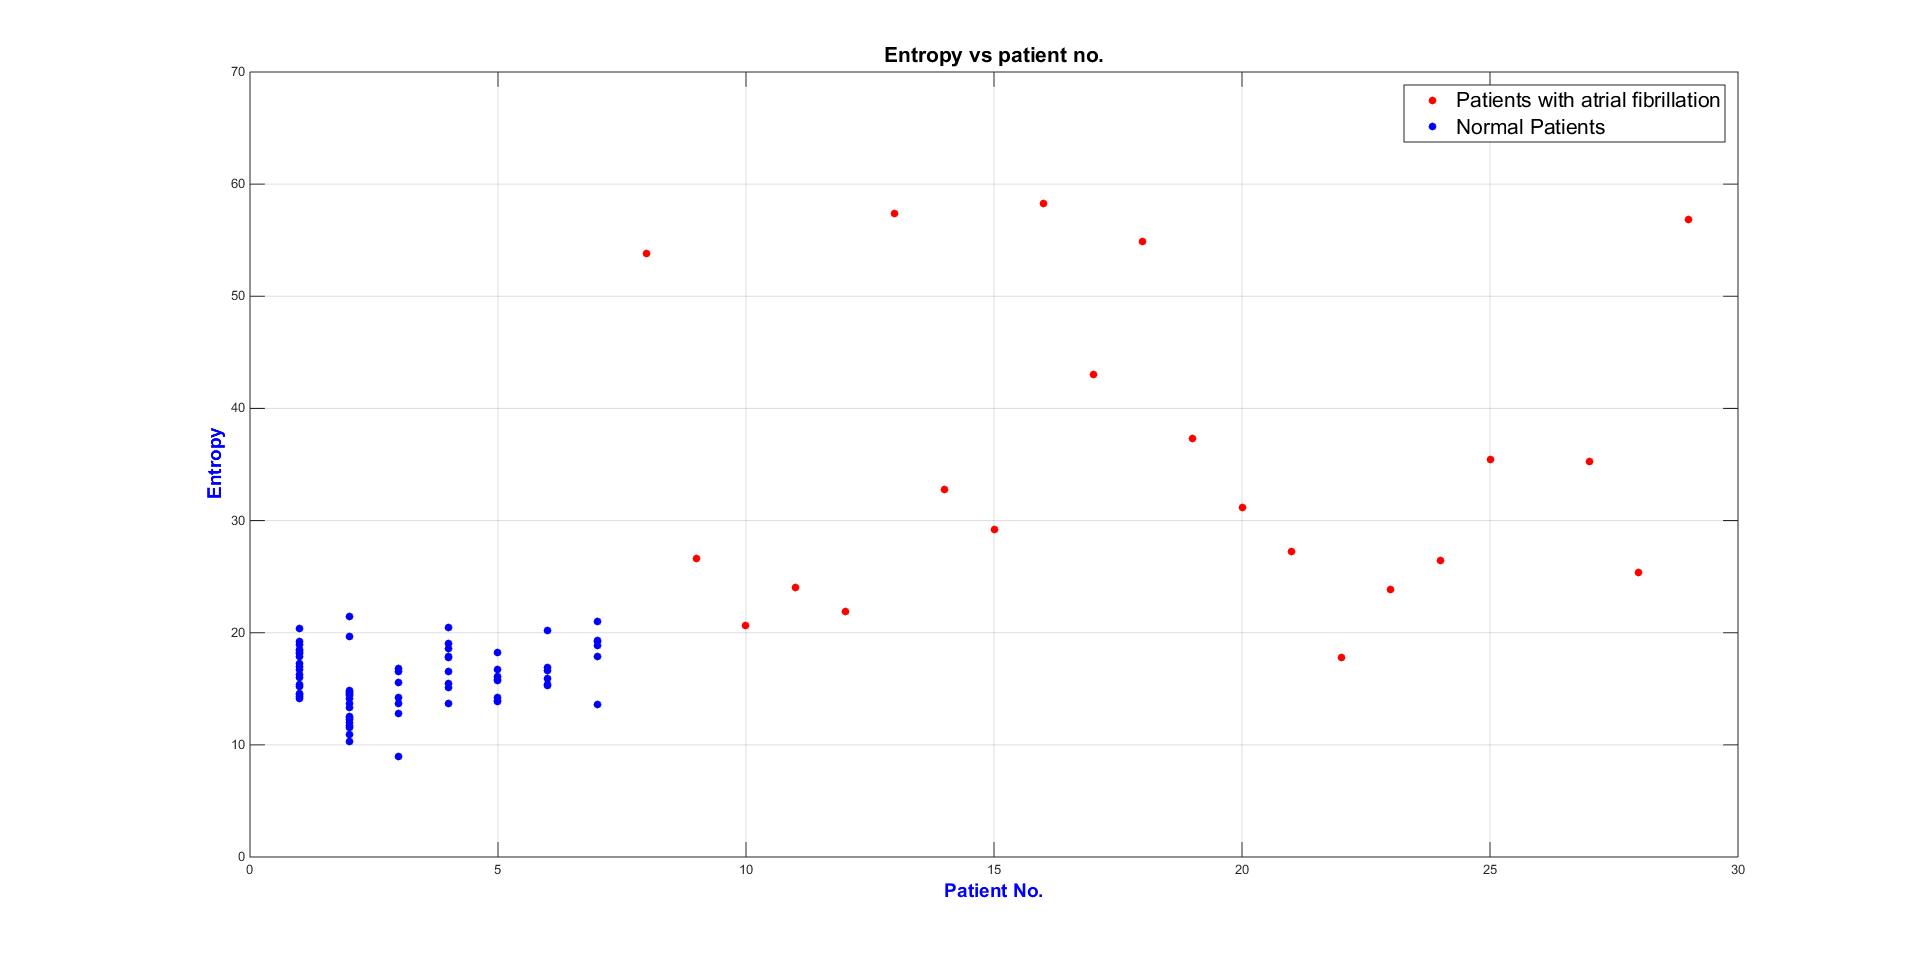 Entropy vs patient no.
70
Patients with atrial fibrillation
Normal Patients
60
50
40
Entropy
30
20
10
0
0 5 10 15 20 25 30
Patient No.